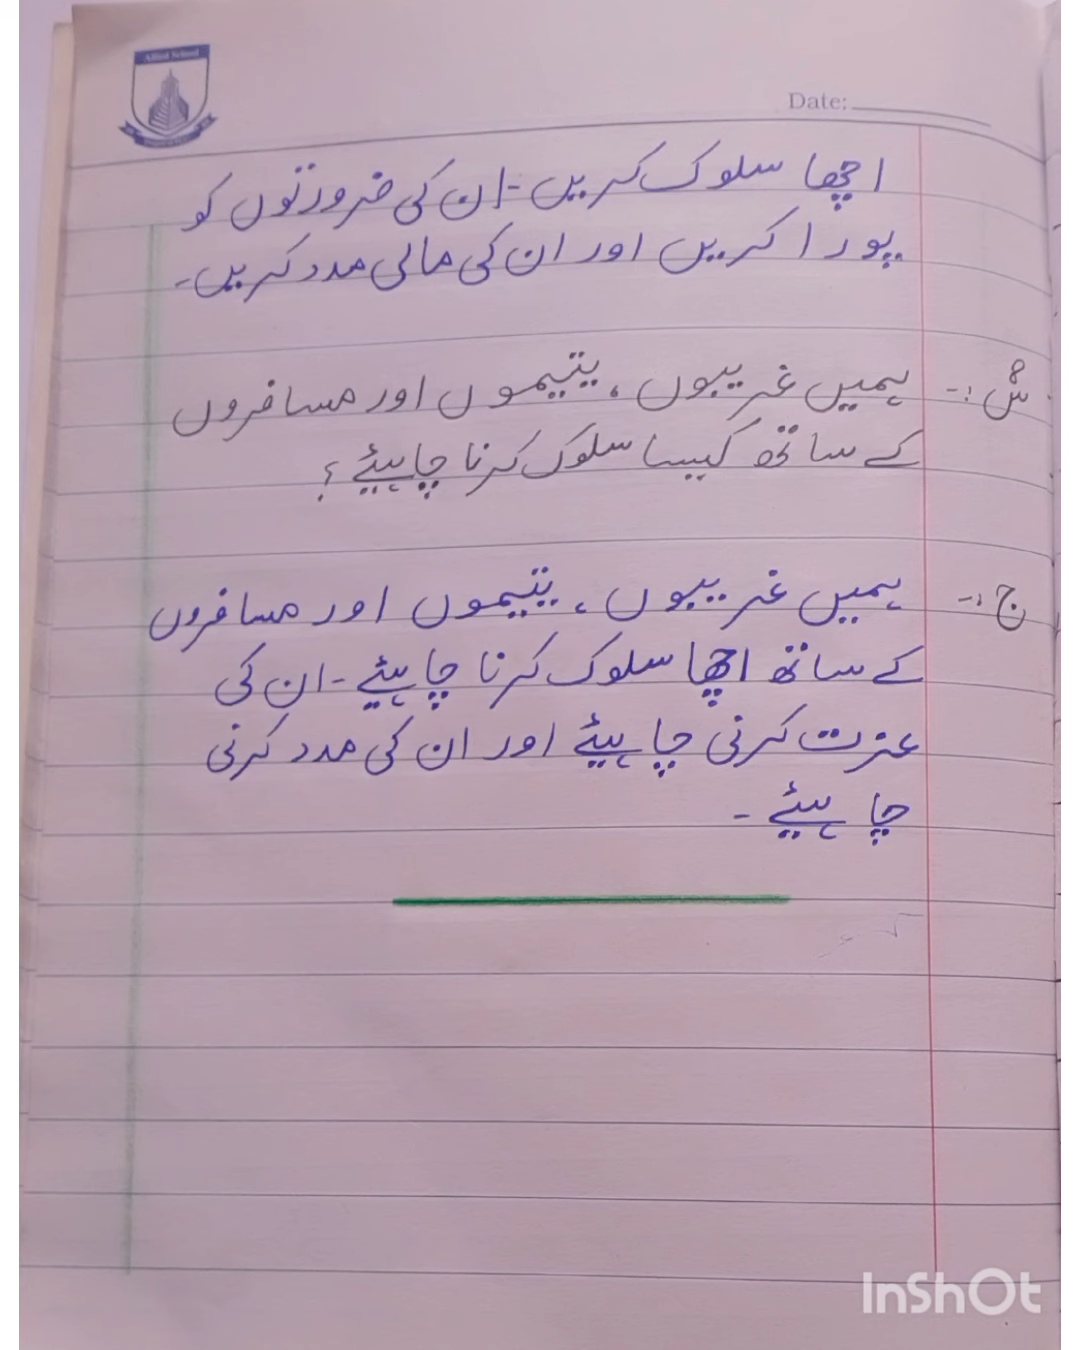 Allied School
Date:
اچھا سلوک کریں - ان کی ضرورتوں کو
پورا کریں اور ان کی مالی مدد کریں -
ہمیں غریبوں ، یتیموں اور مسافروں
کے ساتھ کیسا سلوک کرنا چاہیئے ؟
ج :- ہمیں غریبوں ، یتیموں اور مسافروں
کے ساتھ اچھا سلوک کرنا چاہیئے - ان کی
عزت کرنی چاہیئے اور ان کی مدد کرنی
چاہیئے -
InShOt